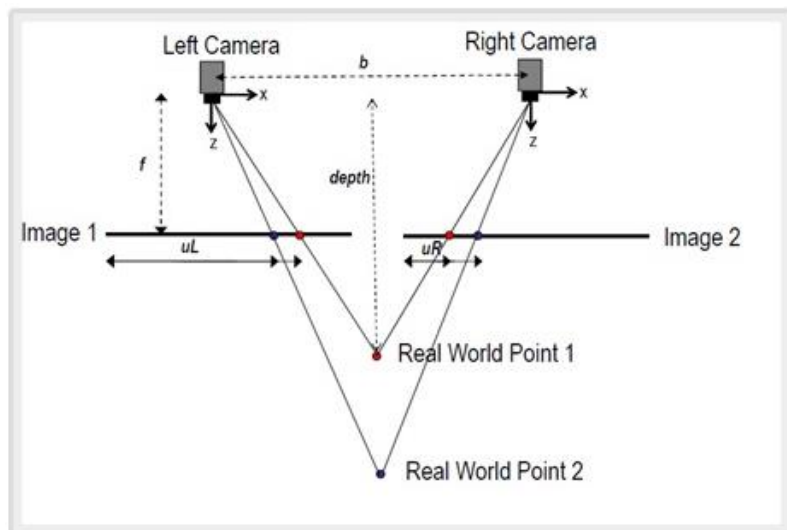 Left Camera
Right Camera
b
x
x
z
z
f
depth
Image 1
Image 2
uL
uR
Real World Point 1
Real World Point 2